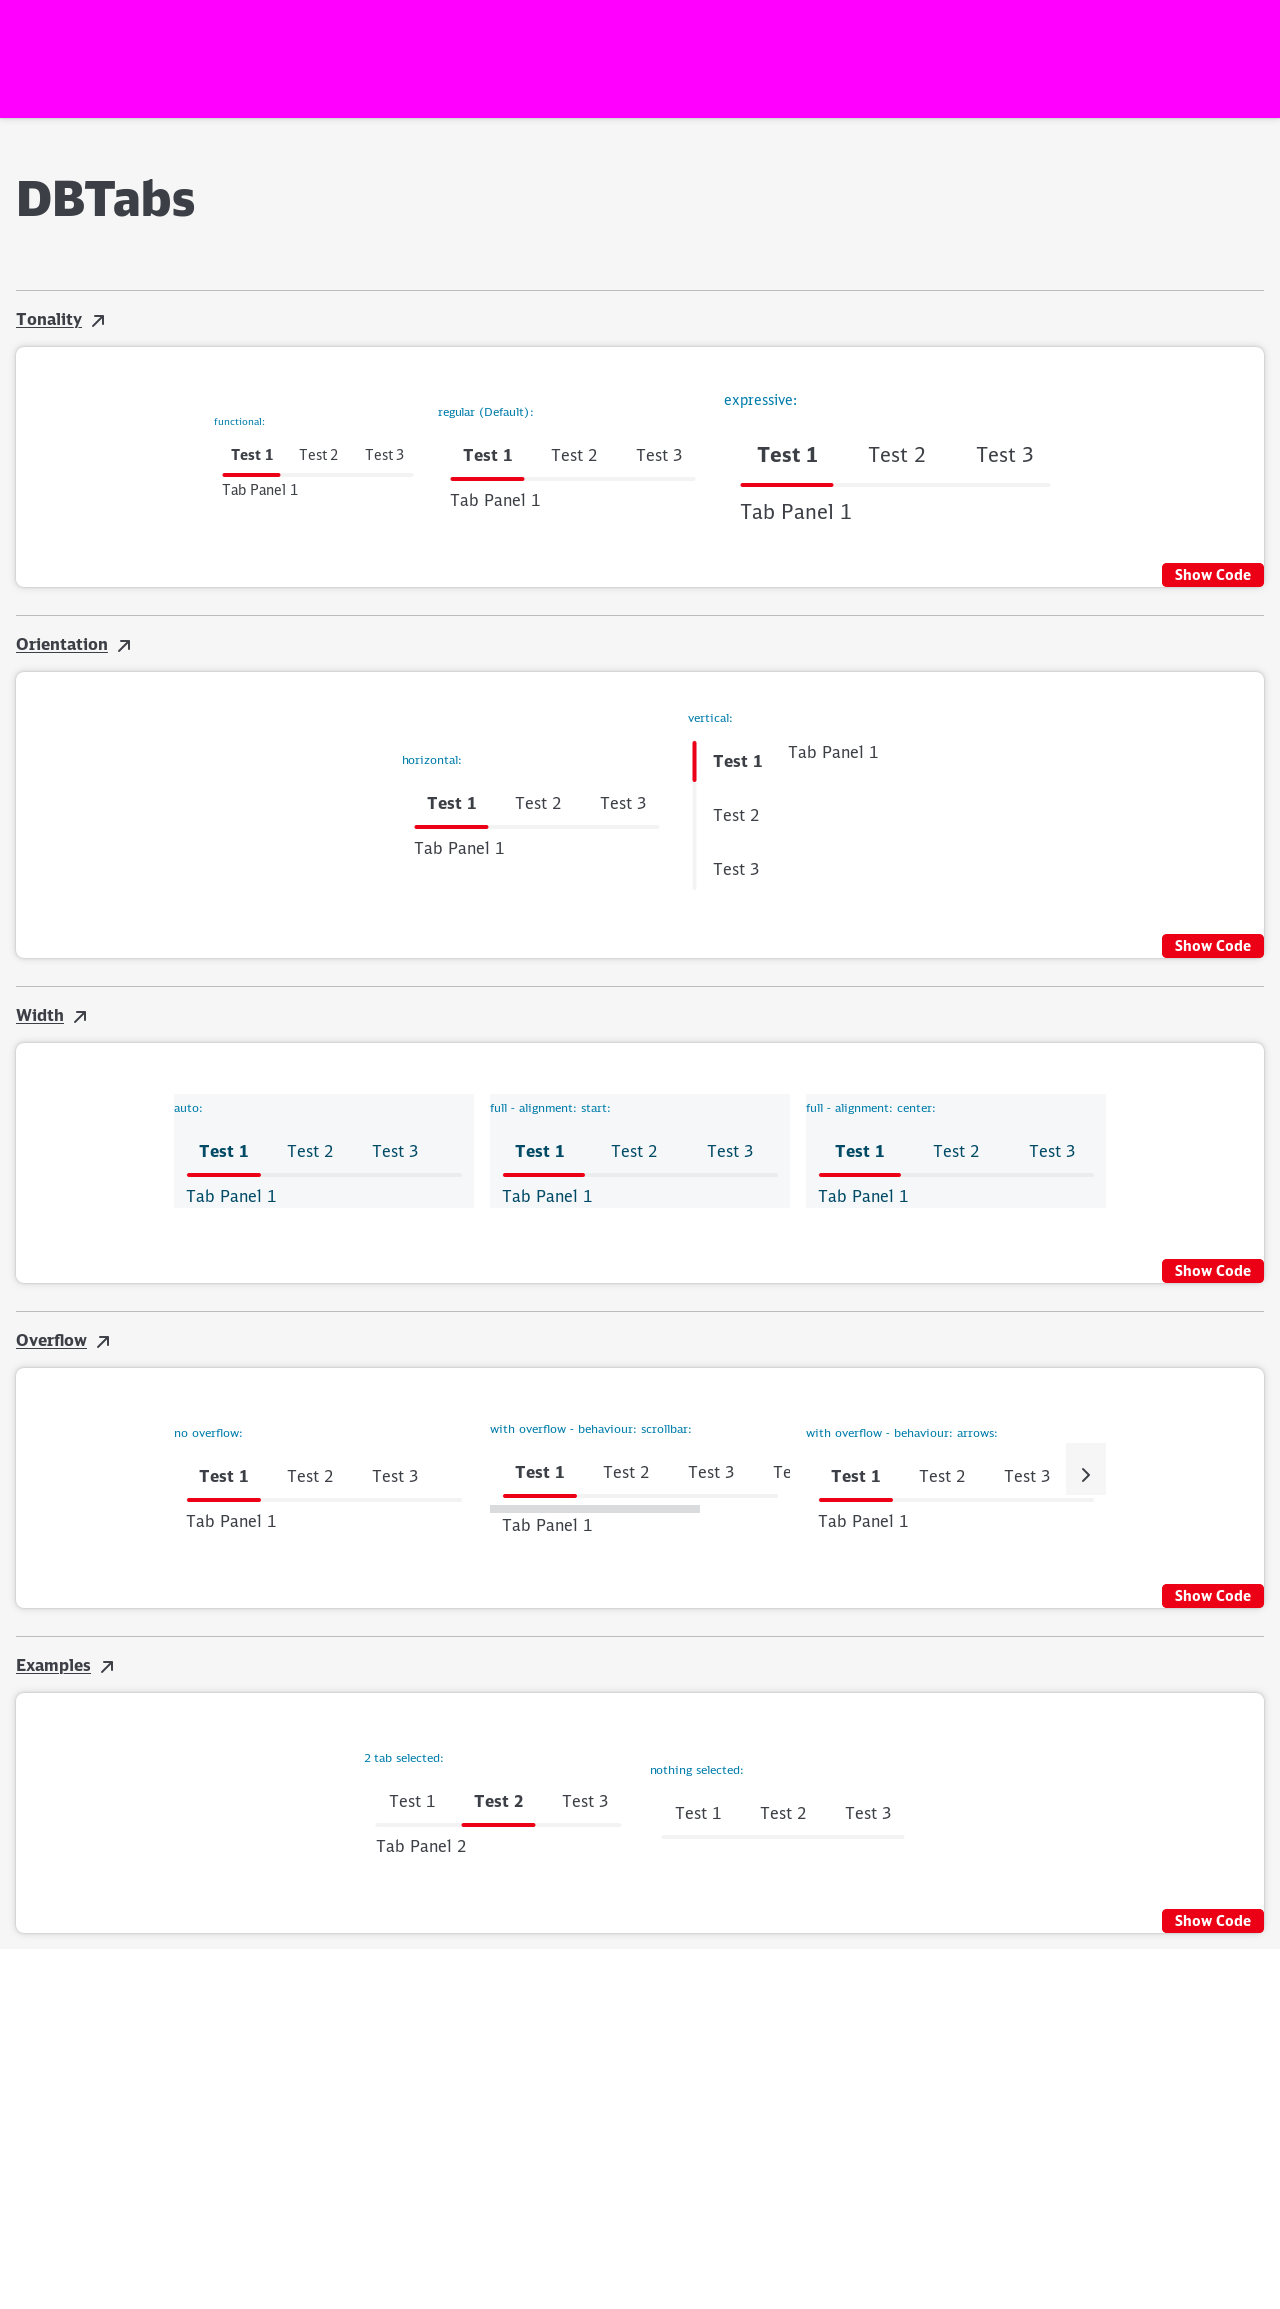 DBTabs
Tonality
functional:
Test 1 Test 2 Test 3
Tab Panel 1
regular (Default):
Test 1 Test 2 Test 3
Tab Panel 1
expressive:
Test 1 Test 2 Test 3
Tab Panel 1
Show Code
Orientation
horizontal:
Test 1 Test 2 Test 3
Tab Panel 1
vertical:
Test 1 Tab Panel 1
Test 2
Test 3
Show Code
Width
auto:
Test 1 Test 2 Test 3
Tab Panel 1
full - alignment: start:
Test 1 Test 2 Test 3
Tab Panel 1
full - alignment: center:
Test 1 Test 2 Test 3
Tab Panel 1
Show Code
Overflow
no overflow:
Test 1 Test 2 Test 3
Tab Panel 1
with overflow - behaviour: scrollbar:
Test 1 Test 2 Test 3 Te
Tab Panel 1
with overflow - behaviour: arrows:
Test 1 Test 2 Test 3
Tab Panel 1
Show Code
Examples
2 tab selected:
Test 1 Test 2 Test 3
Tab Panel 2
nothing selected:
Test 1 Test 2 Test 3
Show Code